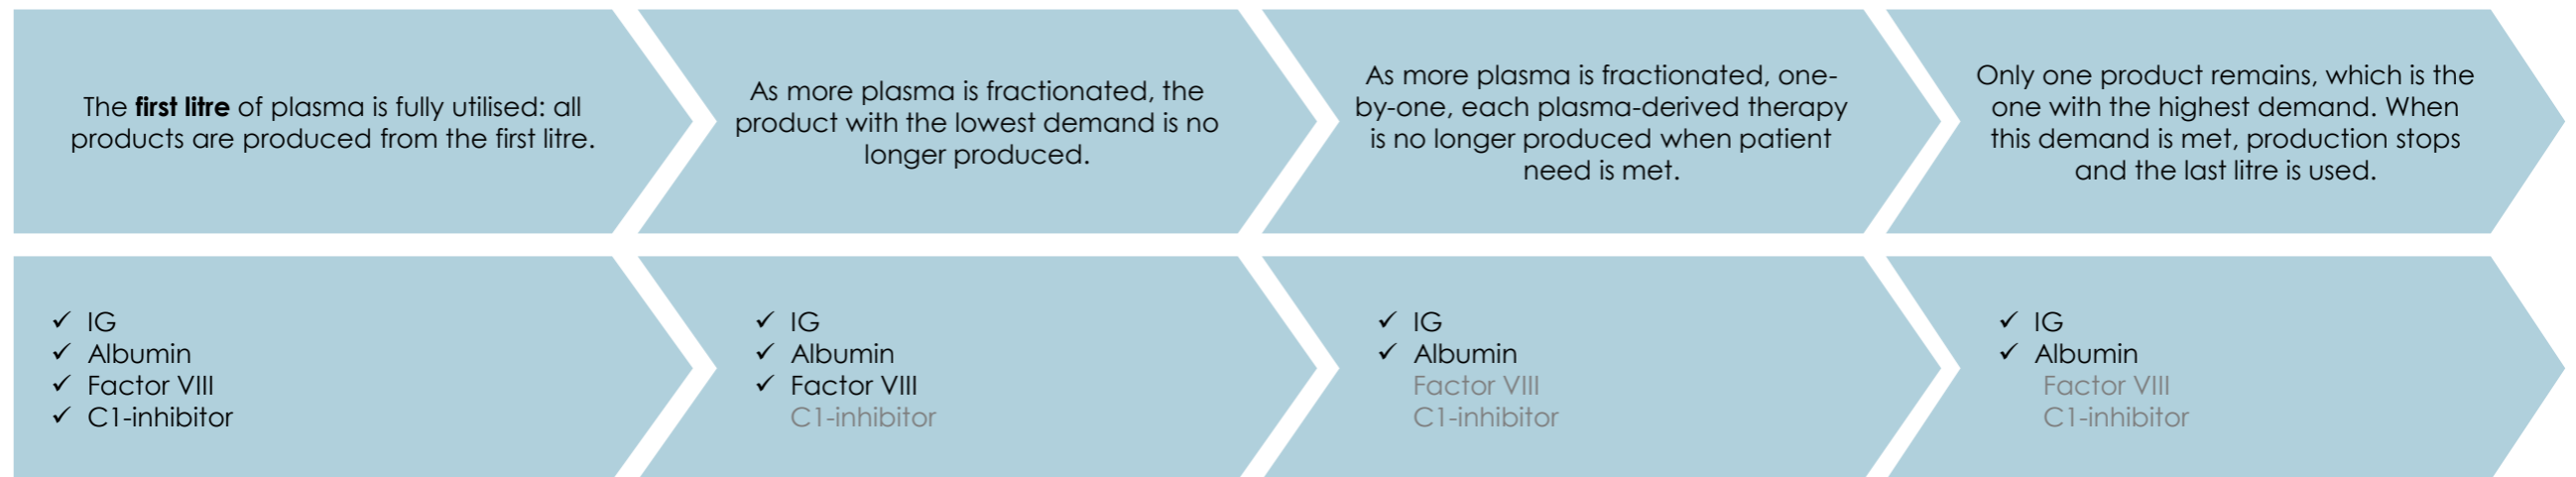 The first litre of plasma is fully utilised: all
products are produced from the first litre.
As more plasma is fractionated, the
product with the lowest demand is no
longer produced.
As more plasma is fractionated, one-
by-one, each plasma-derived therapy
is no longer produced when patient
need is met.
Only one product remains, which is the
one with the highest demand. When
this demand is met, production stops
and the last litre is used.
✓ IG
✓ Albumin
✓ Factor VIII
✓ C1-inhibitor
✓ IG
✓ Albumin
✓ Factor VIII
C1-inhibitor
✓ IG
✓ Albumin
Factor VIII
C1-inhibitor
✓ IG
✓ Albumin
Factor VIII
C1-inhibitor